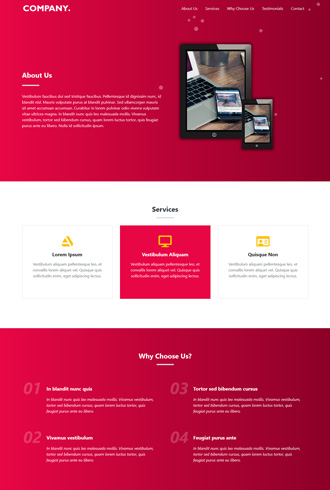 COMPANY.
About Us Services Why Choose Us Testimonials Contact
About Us
Vestibulum faucibus dui sed tristique faucibus. Pellentesque id dignissim nunc, id
blandit nisl. Mauris vulputate purus at blandit pulvinar. Sed ullamcorper mauris
id amet accumsan accumsan. Curabitur in lorem pulvinar odio vitae vulputate
vitae ultrices magna. In blandit nunc quis leo malesuada mollis. Vivamus
vestibulum, tortor sed bibendum cursus, quam lorem luctus tortor, quis feugiat
purus ante eu libero. Nulla id sollicitudin ipsum.
Services
Lorem Ipsum
Vestibulum aliquam pellentesque leo, et
convallis lorem aliquet vel. Quisque quis
sollicitudin enim, eget adipiscing lectus.
Vestibulum Aliquam
Vestibulum aliquam pellentesque leo, et
convallis lorem aliquet vel. Quisque quis
sollicitudin enim, eget adipiscing lectus.
Quisque Non
Vestibulum aliquam pellentesque leo, et
convallis lorem aliquet vel. Quisque quis
sollicitudin enim, eget adipiscing lectus.
Why Choose Us?
01 In blandit nunc quis
In blandit nunc quis leo malesuada mollis. Vivamus vestibulum,
tortor sed bibendum cursus, quam lorem luctus tortor, quis
feugiat purus ante eu libero.
03 Tortor sed bibendum cursus
In blandit nunc quis leo malesuada mollis. Vivamus vestibulum,
tortor sed bibendum cursus, quam lorem luctus tortor, quis
feugiat purus ante eu libero.
02 Vivamus vestibulum
In blandit nunc quis leo malesuada mollis. Vivamus vestibulum,
tortor sed bibendum cursus, quam lorem luctus tortor, quis
feugiat purus ante eu libero.
04 Feugiat purus ante
In blandit nunc quis leo malesuada mollis. Vivamus vestibulum,
tortor sed bibendum cursus, quam lorem luctus tortor, quis
feugiat purus ante eu libero.